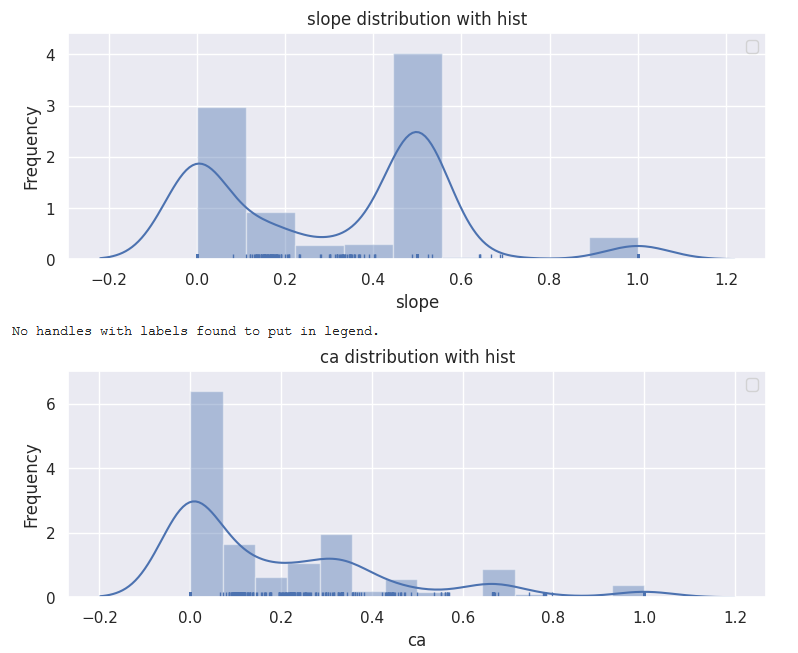 slope distribution with hist
Frequency
4
3
2
1
0
−0.2 0.0 0.2 0.4 0.6 0.8 1.0 1.2
slope
No handles with labels found to put in legend.
ca distribution with hist
Frequency
6
4
2
0
−0.2 0.0 0.2 0.4 0.6 0.8 1.0 1.2
ca